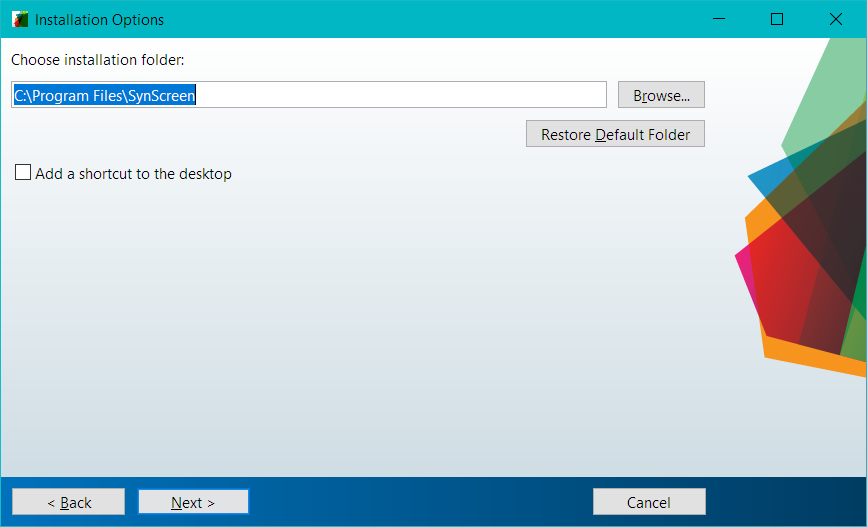 Installation Options
Choose installation folder:
C:\Program Files\SynScreen
Browse...
Restore Default Folder
Add a shortcut to the desktop
< Back
Next >
Cancel